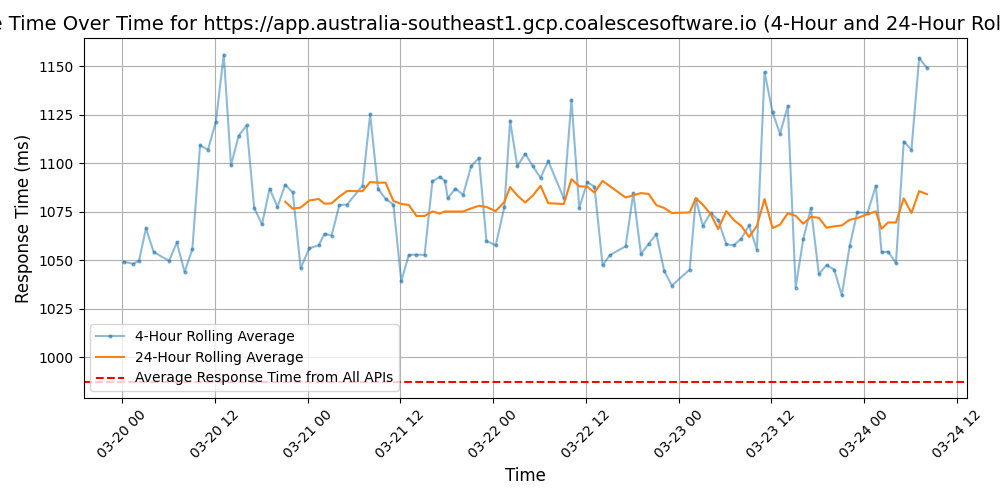 e Time Over Time for https://app.australia-southeast1.gcp.coalescesoftware.io (4-Hour and 24-Hour Rol
Response Time (ms)
1150
1125
1100
1075
1050
1025
1000
4-Hour Rolling Average
24-Hour Rolling Average
Average Response Time from All APIs
03-20 00
03-20 12
03-21 00
03-21 12
03-22 00
03-22 12
03-23 00
03-23 12
03-24 00
03-24 12
Time